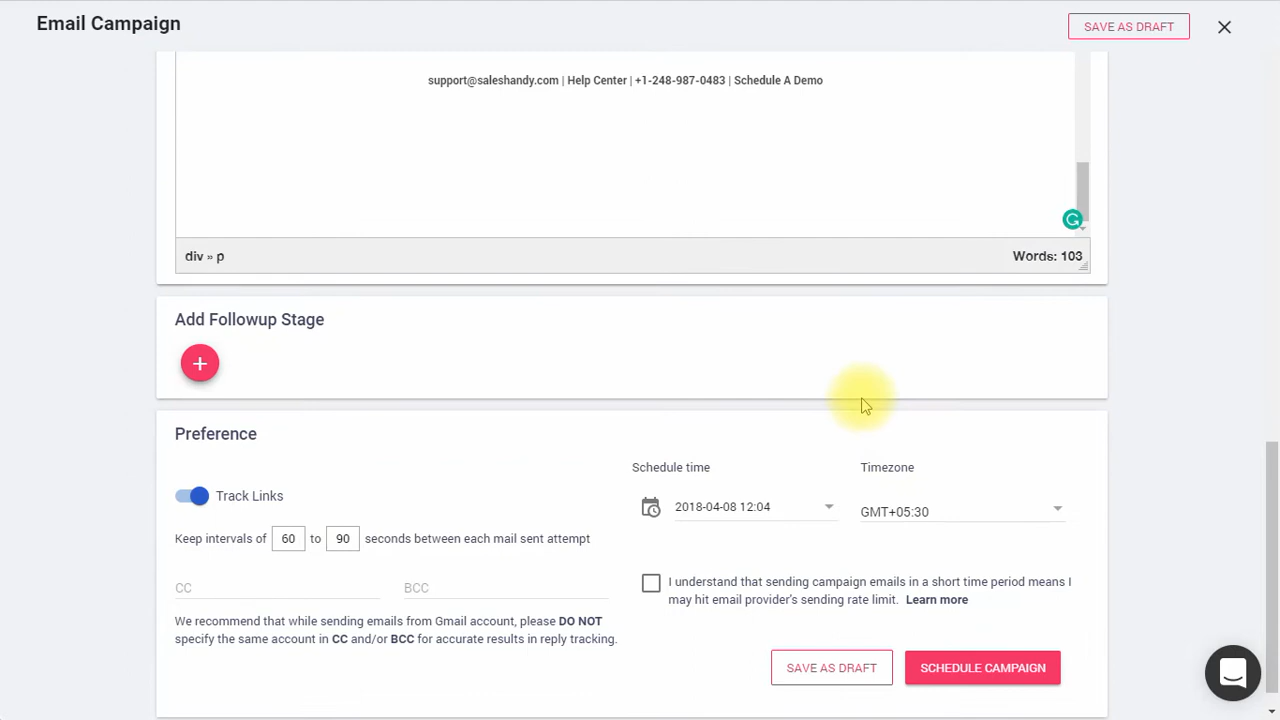 Email Campaign
SAVE AS DRAFT
support@saleshandy.com | Help Center | +1-248-987-0483 | Schedule A Demo
div » p
Words: 103
Add Followup Stage
Preference
Schedule time
Timezone
Track Links
2018-04-08 12:04
GMT+05:30
Keep intervals of 60 to 90 seconds between each mail sent attempt
CC
BCC
I understand that sending campaign emails in a short time period means I
may hit email provider's sending rate limit. Learn more
We recommend that while sending emails from Gmail account, please DO NOT
specify the same account in CC and/or BCC for accurate results in reply tracking.
SAVE AS DRAFT
SCHEDULE CAMPAIGN